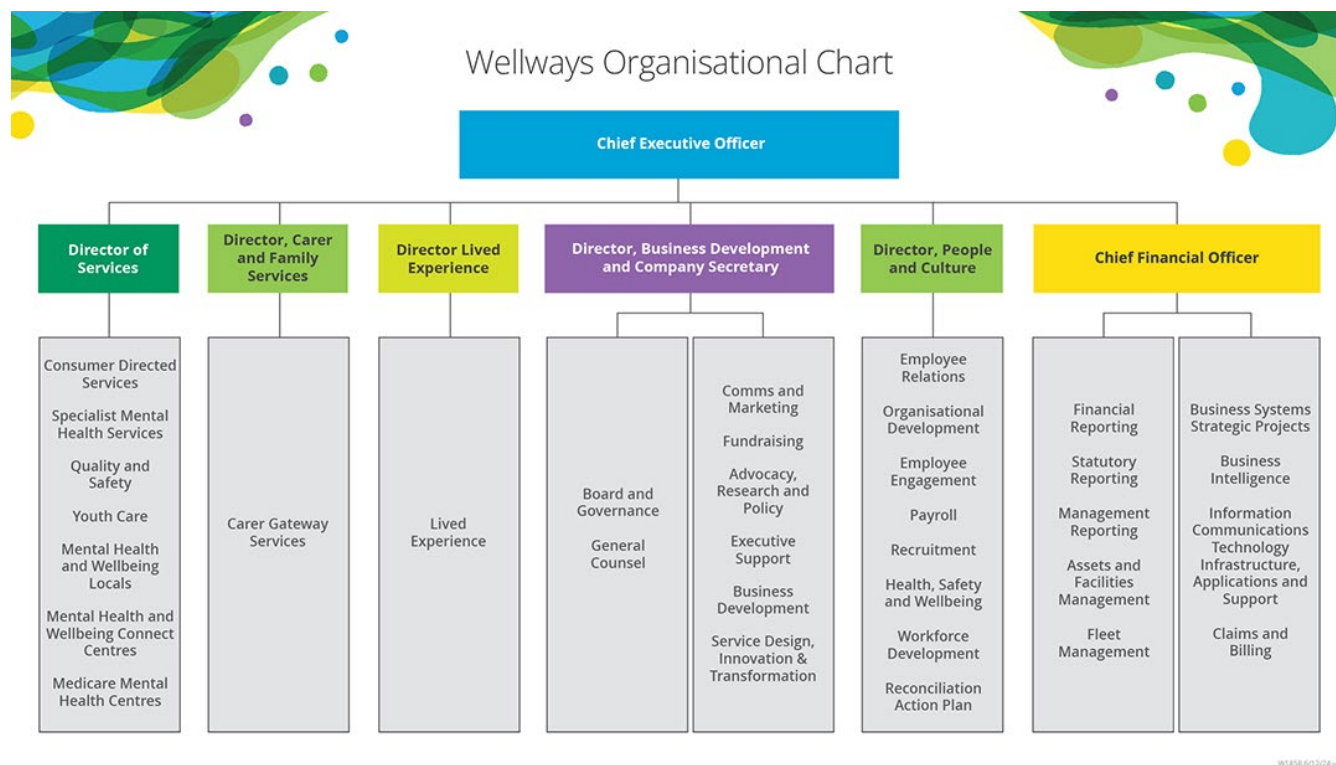 Wellways Organisational Chart
Chief Executive Officer
Director of
Services
Director, Carer
and Family
Services
Director Lived
Experience
Director, Business Development
and Company Secretary
Director, People
and Culture
Chief Financial Officer
Consumer Directed
Services
Specialist Mental
Health Services
Quality and
Safety
Youth Care
Mental Health
and Wellbeing
Locals
Mental Health and
Wellbeing Connect
Centres
Medicare Mental
Health Centres
Carer Gateway
Services
Lived
Experience
Board and
Governance
General
Counsel
Comms and
Marketing
Fundraising
Advocacy,
Research and
Policy
Executive
Support
Business
Development
Service Design,
Innovation &
Transformation
Employee
Relations
Organisational
Development
Employee
Engagement
Payroll
Recruitment
Health, Safety
and Wellbeing
Workforce
Development
Reconciliation
Action Plan
Financial
Reporting
Statutory
Reporting
Management
Reporting
Assets and
Facilities
Management
Fleet
Management
Business Systems
Strategic Projects
Business
Intelligence
Information
Communications
Technology
Infrastructure,
Applications and
Support
Claims and
Billing